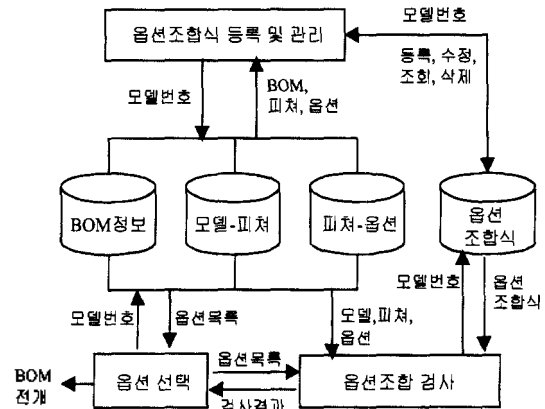 모델번호
옵션조합식 등록 및 관리
등록, 수정,
조회, 삭제
모델번호
BOM,
피쳐, 옵션
BOM정보
모델-피쳐
피쳐-옵션
옵션
조합식
모델번호
옵션목록
모델,피쳐,
옵션
모델번호
옵션
조합식
BOM
전개
옵션 선택
옵션목록
검사결과
옵션조합 검사